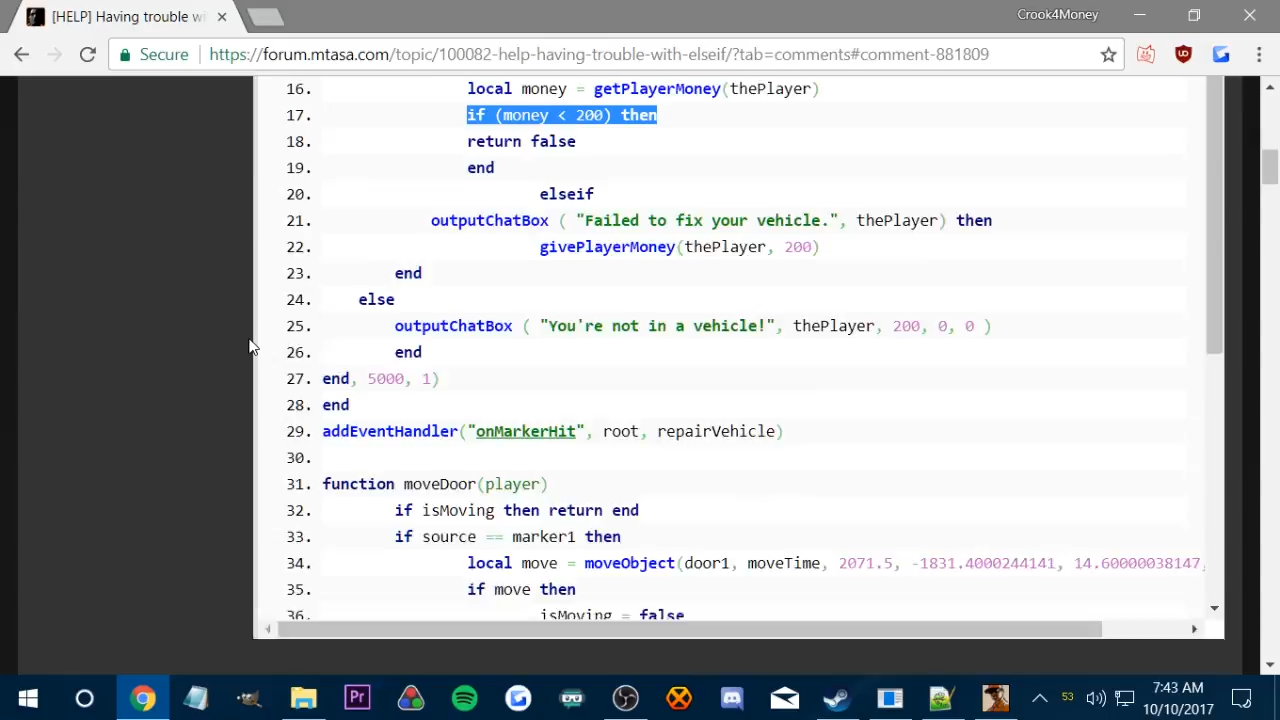 [HELP] Having trouble wi
Crook4Money
Secure
https://forum.mtasa.com/topic/100082-help-having-trouble-with-elseif/?tab=comments#comment-881809
16. local money = getPlayerMoney(thePlayer)
17. if (money < 200) then
18. return false
19. end
20. elseif
21. outputChatBox ( "Failed to fix your vehicle.", thePlayer) then
22. givePlayerMoney(thePlayer, 200)
23. end
24. else
25. outputChatBox ( "You're not in a vehicle!", thePlayer, 200, 0, 0 )
26. end
27. end, 5000, 1)
28. end
29. addEventHandler("onMarkerHit", root, repairVehicle)
30.
31. function moveDoor(player)
32. if isMoving then return end
33. if source == marker1 then
34. local move = moveObject(door1, moveTime, 2071.5, -1831.4000244141, 14.60000038147,
35. if move then
36. isMoving = false
Pr
53
7:43 AM
10/10/2017